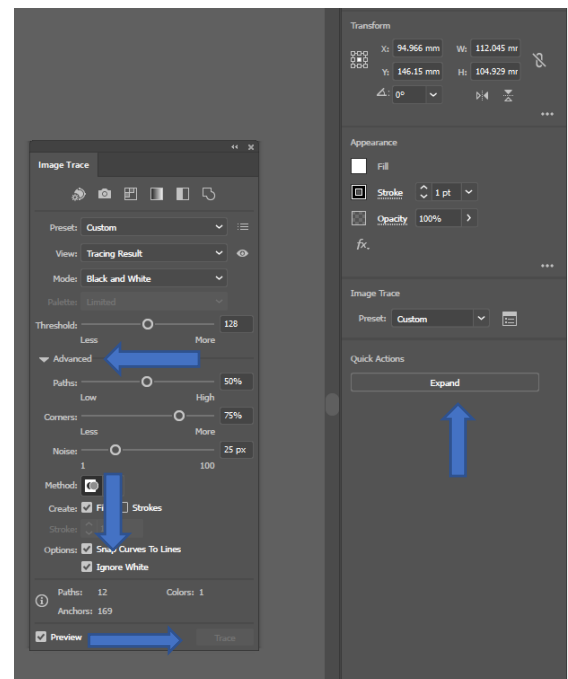 Transform
X: 94.966 mm W: 112.045 mr
Y: 146.15 mm H: 104.929 mr
0°
Appearance
Fill
Stroke 1 pt
Opacity 100%
fx.
Image Trace
Preset: Custom
Quick Actions
Expand
Image Trace
Preset: Custom
View: Tracing Result
Mode: Black and White
Palette: Limited
Threshold: 128
Less More
Advanced
Paths: 50%
Low High
Corners: 75%
Less More
Noise: 25 px
1 100
Method:
Create: Strokes
Stroke:
Options: Snap Curves To Lines
Ignore White
Paths: 12 Colors: 1
Anchors: 169
Preview Trace